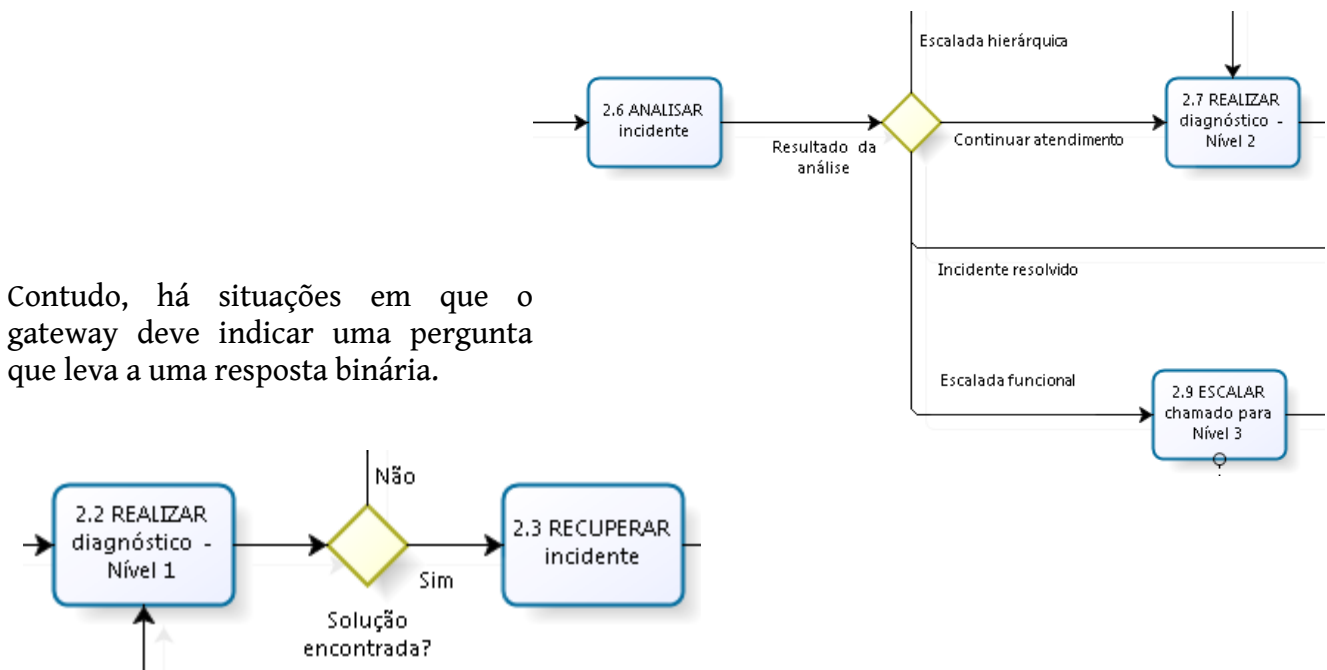 Escalada hierárquica
2.6 ANALISAR
incidente
Resultado da
análise
Continuar atendimento
2.7 REALIZAR
diagnóstico -
Nível 2
Incidente resolvido
Escalada funcional
2.9 ESCALAR
chamado para
Nível 3
Contudo, há situações em que o
gateway deve indicar uma pergunta
que leva a uma resposta binária.
2.2 REALIZAR
diagnóstico -
Nível 1
Não
Sim
Solução
encontrada?
2.3 RECUPERAR
incidente